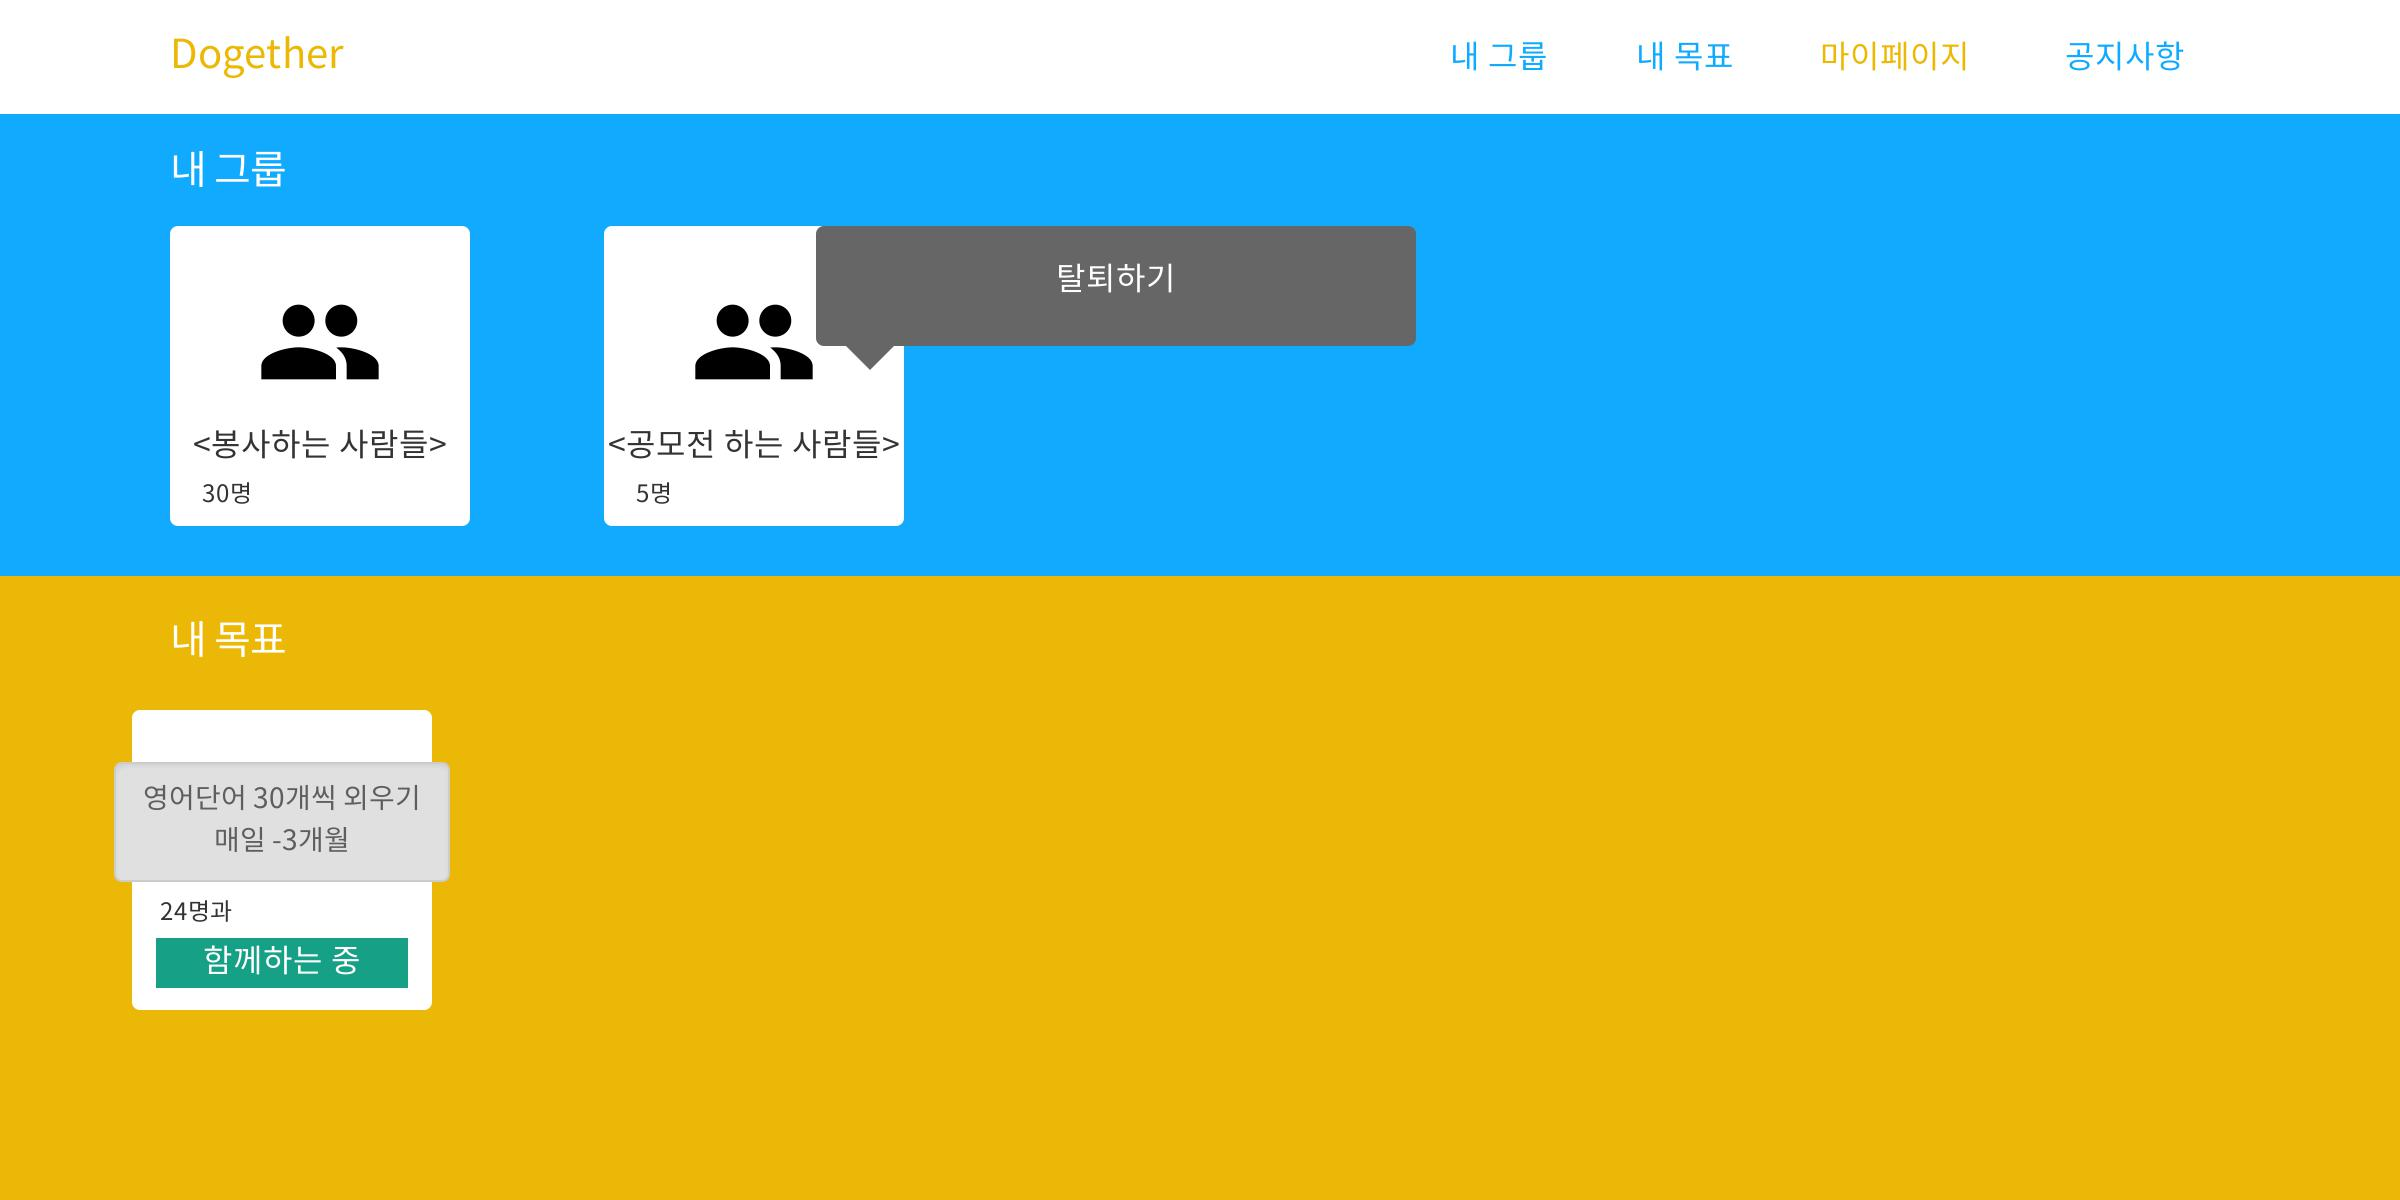 Dogether
내 그룹
내 목표
마이페이지
공지사항
내 그룹
탈퇴하기
<봉사하는 사람들>
30명
<공모전 하는 사람들>
5명
내 목표
영어단어 30개씩 외우기
매일 -3개월
24명과
함께하는 중